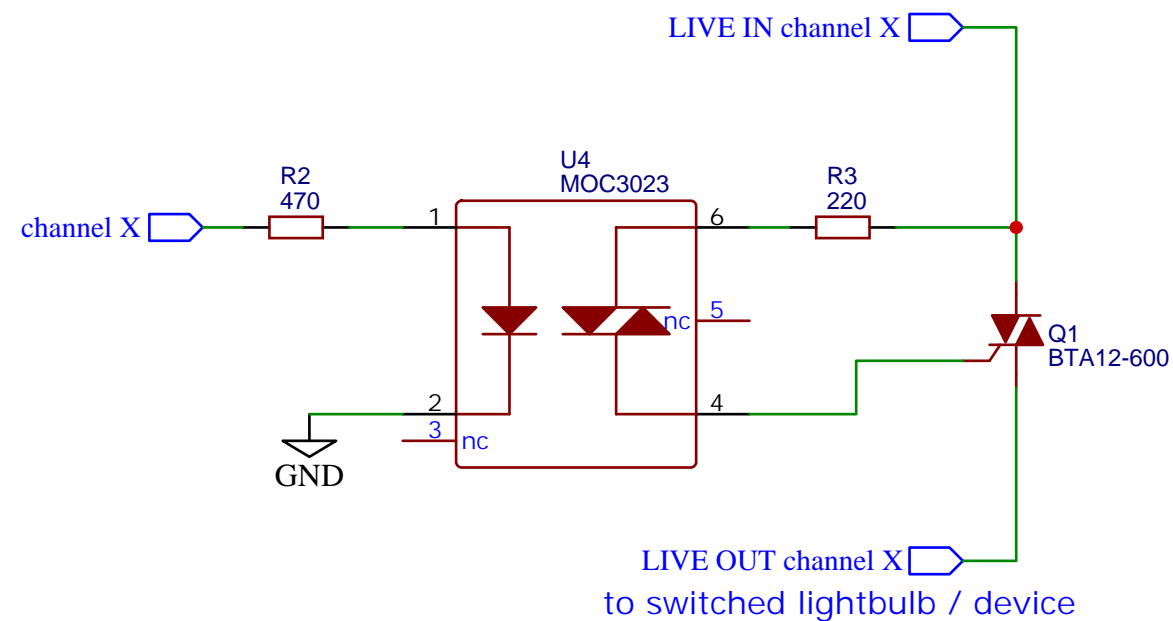 LIVE IN channel X
U4
MOC3023
R2
470
R3
220
channel X
1
6
nc
5
Q1
BTA12-600
2
4
3
nc
GND
LIVE OUT channel X
to switched lightbulb / device